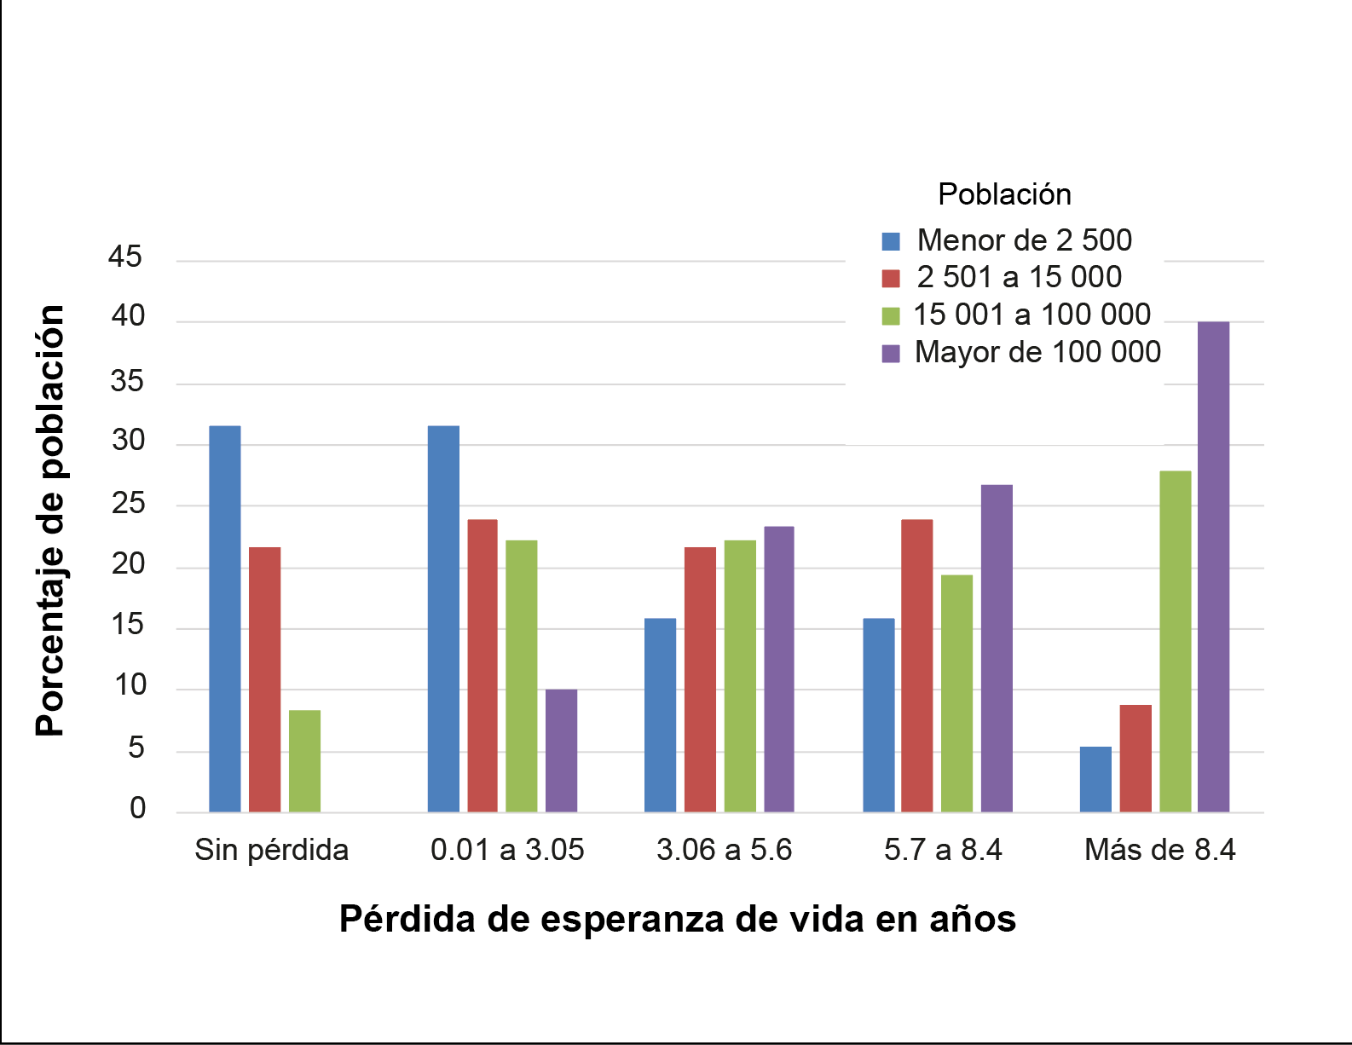 Población
Menor de 2 500
2 501 a 15 000
15 001 a 100 000
Mayor de 100 000
Porcentaje de población
45
40
35
30
25
20
15
10
5
0
Sin pérdida
0.01 a 3.05
3.06 a 5.6
5.7 a 8.4
Más de 8.4
Pérdida de esperanza de vida en años